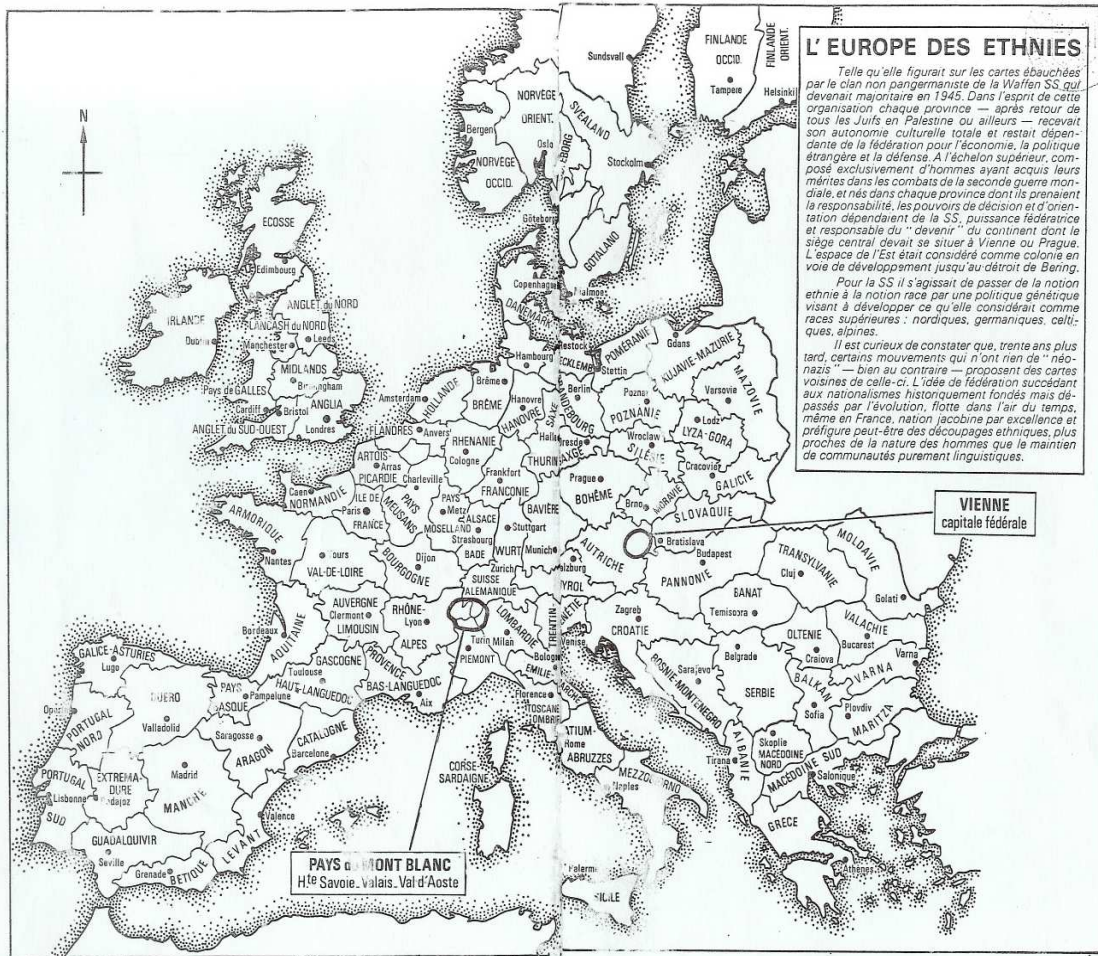 L'EUROPE DES ETHNIES
Telle qu'elle figurait sur les cartes ébauchées
par le clan non pangermaniste de la Waffen SS qui
devenait majoritaire en 1945. Dans l'esprit de cette
organisation chaque province — après retour de
tous les Juifs en Palestine ou ailleurs — recevait
son autonomie culturelle totale et restait dépen-
dante de la fédération pour l'économie, la politique
étrangère et la défense. A l'échelon supérieur, com-
posé exclusivement d'hommes ayant acquis leurs
mérites dans les combats de la seconde guerre mon-
diale, et nés dans chaque province dont ils prenaient
la responsabilité, les pouvoirs de décision et d'orien-
tation dépendaient de la SS, puissance fédératrice
et responsable du "devenir" du continent dont le
siège central devait se situer à Vienne ou Prague.
L'espace de l'Est était considéré comme colonie en
voie de développement jusqu'au détroit de Bering.
Pour la SS il s'agissait de passer de la notion
ethnie à la notion race par une politique génétique
visant à développer ce qu'elle considérait comme
races supérieures : nordiques, germaniques, celti-
ques, alpines.
Il est curieux de constater que, trente ans plus
tard, certains mouvements qui n'ont rien de "néo-
nazis" — bien au contraire — proposent des cartes
voisines de celle-ci. L'idée de fédération succédant
aux nationalismes historiquement fondés mais dé-
passés par l'évolution, flotte dans l'air du temps,
même en France, nation jacobine par excellence et
préfigure peut-être des découpages ethniques, plus
proches de la nature des hommes que le maintien
de communautés purement linguistiques.
N
Sundsvall
FINLANDE
OCCID.
Tampere
FINLANDE
ORIENT.
Helsinki
NORVÈGE
ORIENT.
Bergen
Oslo
NORVÈGE
OCCID.
SVEALAND
Stockolm
Göteborg
GOTALAND
Copenhague
Malmoe
DANEMARK
ECOSSE
Edimbourg
IRLANDE
Dublin
ANGLET du NORD
LANCASH du NORD
Manchester
Leeds
MIDLANDS
Birmingham
Pays de GALLES
Cardiff
Bristol
ANGLIA
Londres
ANGLET du SUD-OUEST
Hambourg
Rostock
MECKLEMB
Stettin
POMÉRANIE
Gdans
KUJAVIE-MAZURIE
MAZOVIE
Versovie
Amsterdam
HOLLANDE
Brême
BRÊME
Hanovre
HANOVRE
SAXE
Berlin
BRANDEBOURG
Poznan
POZNANIE
Lodz
LYZA-GORA
FLANDRES
Anvers
RHENANIE
Cologne
Halle
Dresde
Wroclaw
SILÉSIE
Cracovie
GALICIE
ARTOIS
Arras
PICARDIE
Charleville
Frankfort
FRANCONIE
THURIN
SAXGE
Prague
BOHÊME
Brno
MORAVIE
SLOVAQUIE
Caen
NORMANDIE
ILE DE
Paris
FRANCE
PAYS
MEUSANS
PAYS
Metz
MOSELLAND
ALSACE
Strasbourg
BADE
Stuttgart
WURT
BAVIÈRE
Munich
AUTRICHE
Salzburg
Bratislava
Budapest
PANNONIE
VIENNE
capitale fédérale
ARMORIQUE
Nantes
Tours
VAL-DE-LOIRE
BOURGOGNE
Dijon
Zurich
SUISSE
ALEMANIQUE
TYROL
TRANSYLVANIE
Cluj
MOLDAVIE
Golati
AUVERGNE
Clermont
LIMOUSIN
RHÔNE-
Lyon
ALPES
LOMBARDIE
Turin
Milan
PIEMONT
TRENTIN
VENÉTIE
Venise
Zagreb
CROATIE
BANAT
Temisoara
OLTENIE
Craiova
VALACHIE
Bucarest
Bordeaux
AQUITAINE
GASCOGNE
Toulouse
HAUT-LANGUEDOC
PROVENCE
BAS-LANGUEDOC
Aix
Bologne
EMILIE
MARCHE
Florence
TOSCANE
OMBRIE
BOSNIE-MONTENEGRO
Sarajevo
Belgrade
SERBIE
BALKAN
Sofia
VARNA
Varna
Plovdiv
MARITZA
GALICE-ASTURIES
Lugo
DUERO
Valladolid
PAYS
BASQUE
Pampelune
Saragosse
ARAGON
CATALOGNE
Barcelone
Oporto
PORTUGAL
NORD
EXTREMA-
DURE
Badajoz
Madrid
MANCHE
PORTUGAL
Lisbonne
SUD
Valence
LEVANT
GUADALQUIVIR
Seville
Grenade
BETIQUE
CORSE
SARDAIGNE
LATIUM
Rome
ABRUZZES
MEZZOGIORNO
Naples
Palerme
SICILE
Tirana
ALBANIE
Skoplie
MACÉDOINE
NORD
MACÉDOINE SUD
Salonique
GRÈCE
Athènes
PAYS du MONT BLANC
Hte Savoie_Valais_Val d'Aoste